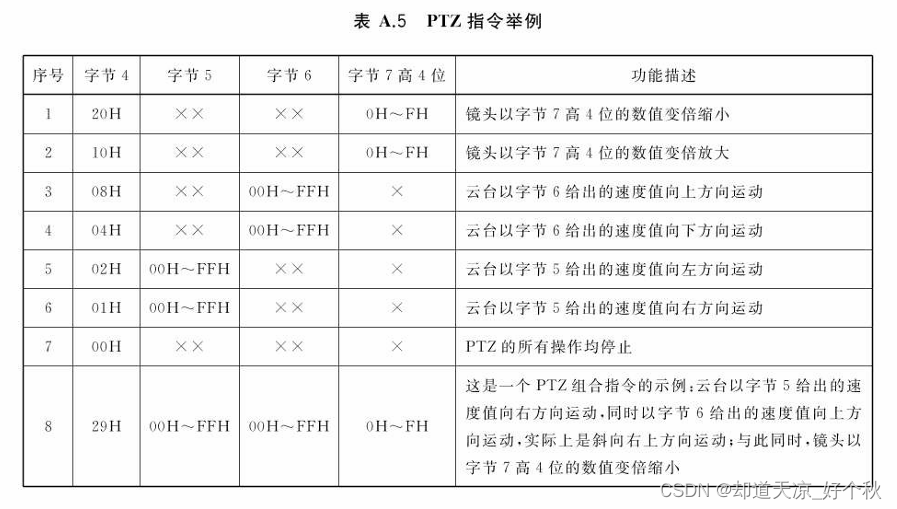 表 A.5 PTZ 指令举例
序号 字节 4 字节 5 字节 6 字节 7 高 4 位 功能描述
1 20H ×× ×× 0H～FH 镜头以字节 7 高 4 位的数值变倍缩小
2 10H ×× ×× 0H～FH 镜头以字节 7 高 4 位的数值变倍放大
3 08H ×× 00H～FFH × 云台以字节 6 给出的速度值向上方向运动
4 04H ×× 00H～FFH × 云台以字节 6 给出的速度值向下方向运动
5 02H 00H～FFH ×× × 云台以字节 5 给出的速度值向左方向运动
6 01H 00H～FFH ×× × 云台以字节 5 给出的速度值向右方向运动
7 00H ×× ×× × PTZ 的所有操作均停止
8 29H 00H～FFH 00H～FFH 0H～FH 这是一个 PTZ 组合指令的示例;云台以字节 5 给出的速
度值向右方向运动,同时以字节 6 给出的速度值向上方
向运动,实际上是斜向右上方向运动;与此同时,镜头以
字节 7 高 4 位的数值变倍缩小
CSDN @却道天凉_好个秋